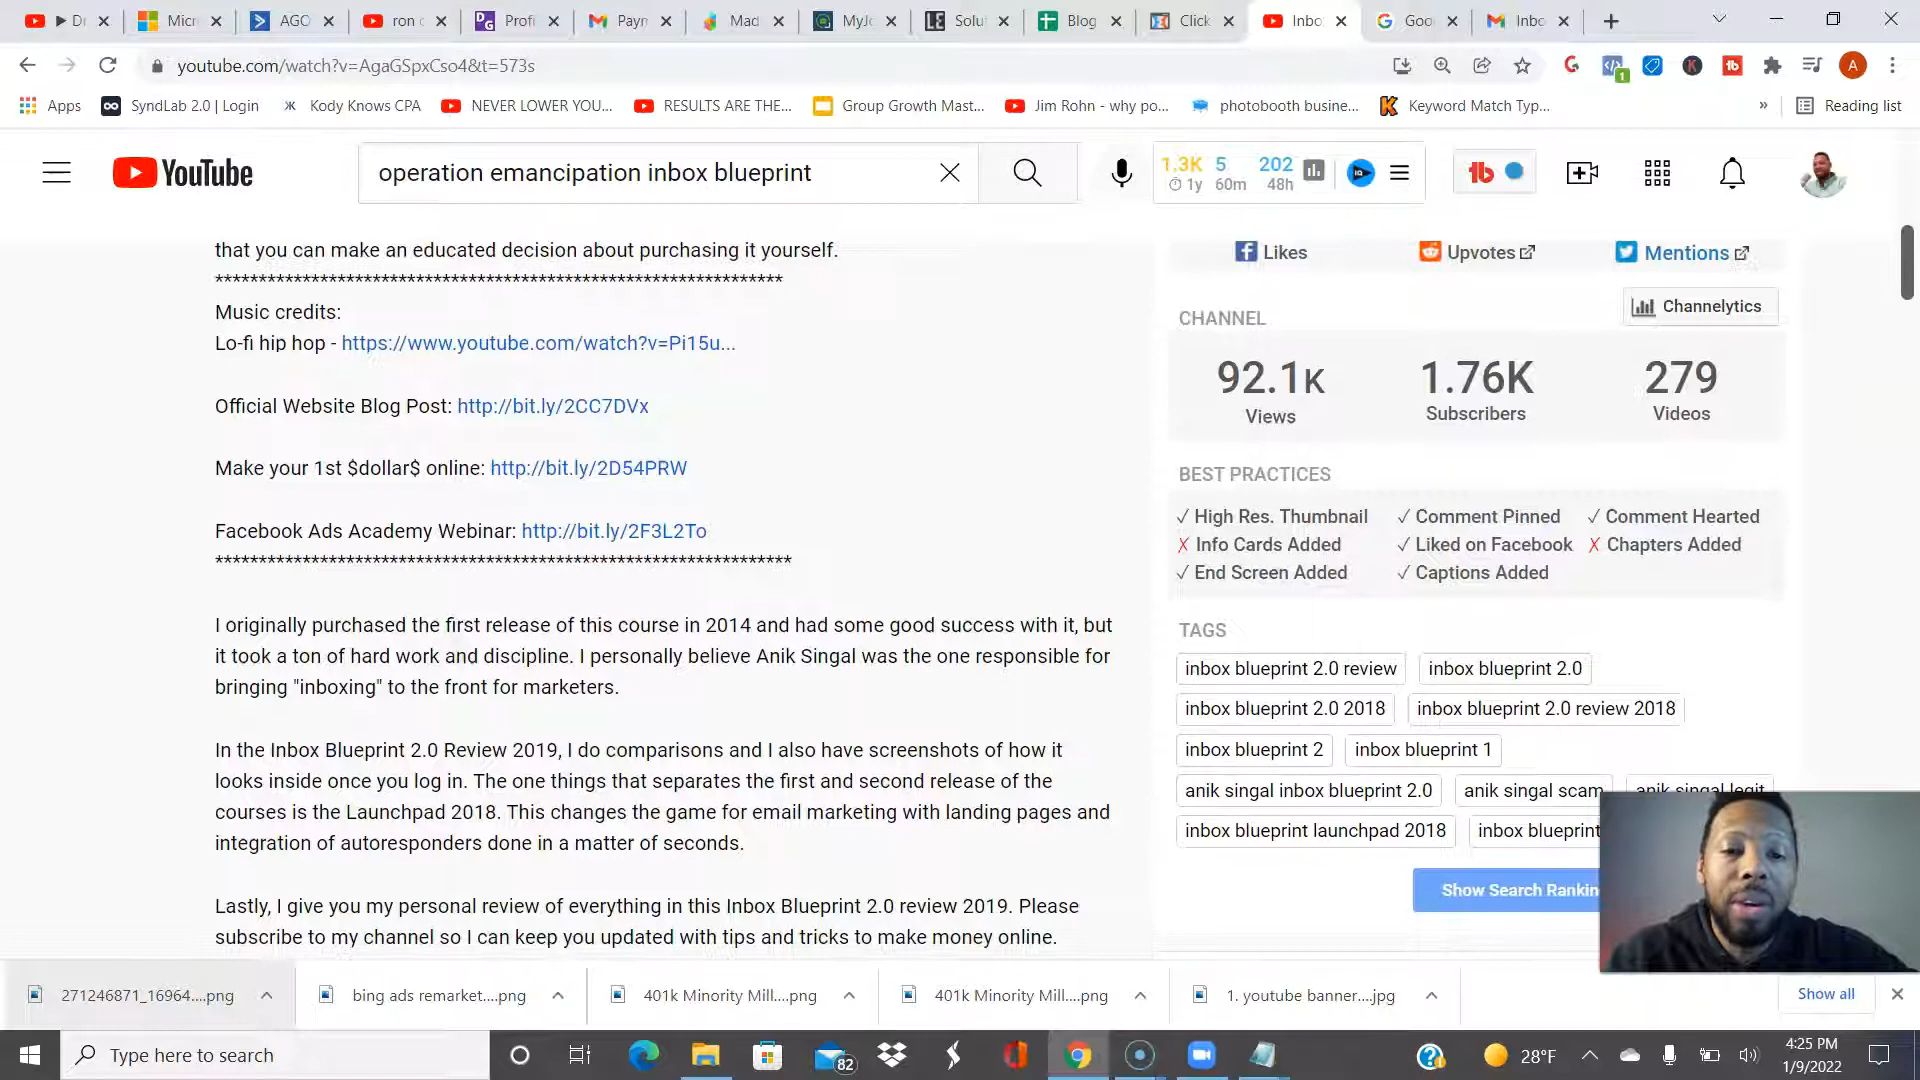 Di
Micr
AGO
ron c
Profi
Paym
Mad
MyJo
Solut
Blog
Click
Inbo
Goo
Inbo
youtube.com/watch?v=AgaGSpxCso4&t=573s
Apps
SyndLab 2.0 | Login
Kody Knows CPA
NEVER LOWER YOU...
RESULTS ARE THE...
Group Growth Mast...
Jim Rohn - why po...
photobooth busine...
Keyword Match Typ...
»
Reading list
YouTube
operation emancipation inbox blueprint
1.3K 5 202
1y 60m 48h
that you can make an educated decision about purchasing it yourself.
*****************************************************************
Music credits:
Lo-fi hip hop - https://www.youtube.com/watch?v=Pi15u...
Official Website Blog Post: http://bit.ly/2CC7DVx
Make your 1st $dollar$ online: http://bit.ly/2D54PRW
Facebook Ads Academy Webinar: http://bit.ly/2F3L2To
******************************************************************
I originally purchased the first release of this course in 2014 and had some good success with it, but
it took a ton of hard work and discipline. I personally believe Anik Singal was the one responsible for
bringing "inboxing" to the front for marketers.
In the Inbox Blueprint 2.0 Review 2019, I do comparisons and I also have screenshots of how it
looks inside once you log in. The one things that separates the first and second release of the
courses is the Launchpad 2018. This changes the game for email marketing with landing pages and
integration of autoresponders done in a matter of seconds.
Lastly, I give you my personal review of everything in this Inbox Blueprint 2.0 review 2019. Please
subscribe to my channel so I can keep you updated with tips and tricks to make money online.
Likes
Upvotes
Mentions
CHANNEL
Channelytics
92.1K 1.76K 279
Views Subscribers Videos
BEST PRACTICES
✓ High Res. Thumbnail ✓ Comment Pinned ✓ Comment Hearted
✗ Info Cards Added ✓ Liked on Facebook ✗ Chapters Added
✓ End Screen Added ✓ Captions Added
TAGS
inbox blueprint 2.0 review
inbox blueprint 2.0
inbox blueprint 2.0 2018
inbox blueprint 2.0 review 2018
inbox blueprint 2
inbox blueprint 1
anik singal inbox blueprint 2.0
anik singal scam
anik singal legit
inbox blueprint launchpad 2018
inbox blueprint
Show Search Rankin
271246871_16964....png
bing ads remarket....png
401k Minority Mill....png
401k Minority Mill....png
1. youtube banner....jpg
Show all
Type here to search
82
28°F
4:25 PM
1/9/2022